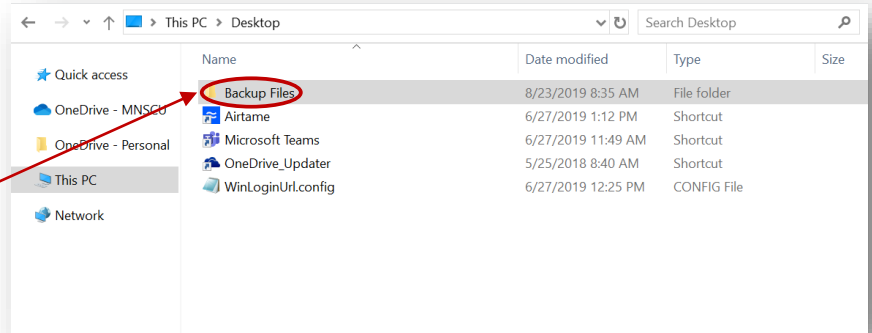 This PC > Desktop
Search Desktop
Name Date modified Type Size
Quick access
OneDrive - MNSCU
OneDrive - Personal
This PC
Network
Backup Files 8/23/2019 8:35 AM File folder
Airtame 6/27/2019 1:12 PM Shortcut
Microsoft Teams 6/27/2019 11:49 AM Shortcut
OneDrive_Updater 5/25/2018 8:40 AM Shortcut
WinLoginUrl.config 6/27/2019 12:25 PM CONFIG File